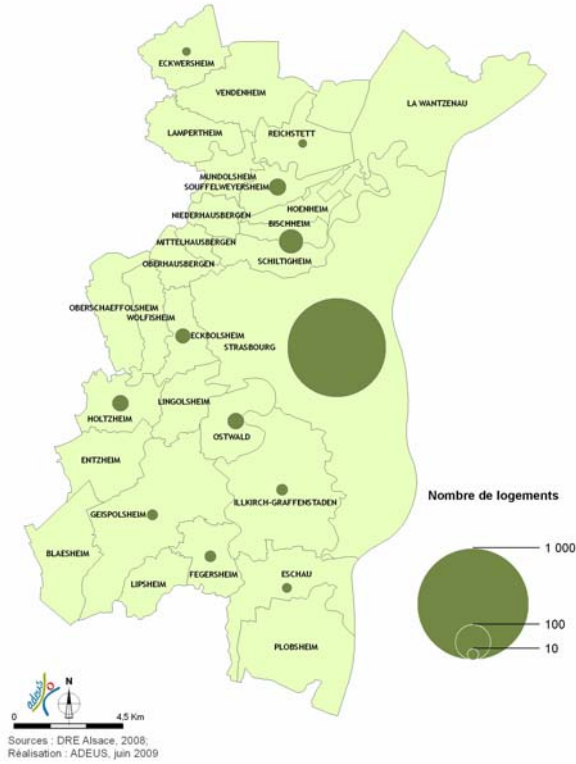 ECKWERSHEIM
VENDENHEIM
LA WANTZENAU
LAMPERTHEIM
REICHSTETT
MUNDOLSHEIM
SOUFFELWEYERSHEIM
HOENHEIM
NIEDERHAUSBERGEN
BISCHHEIM
MITTELHAUSBERGEN
OBERHAUSBERGEN
SCHILTIGHEIM
OBERSCHAEFFOLSHEIM
WOLFISHEIM
ECKBOLSHEIM
STRASBOURG
HOLTZHEIM
LINGOLSHEIM
OSTWALD
ENTZHEIM
ILLKIRCH-GRAFFENSTADEN
GEISPOLSHEIM
BLAESHEIM
LIPSHEIM
FEGERSHEIM
ESCHAU
PLOBSHEIM
Nombre de logements
1 000
100
10
adeus
N
0 4,5 Km
Sources : DRE Alsace, 2008;
Réalisation : ADEUS, juin 2009